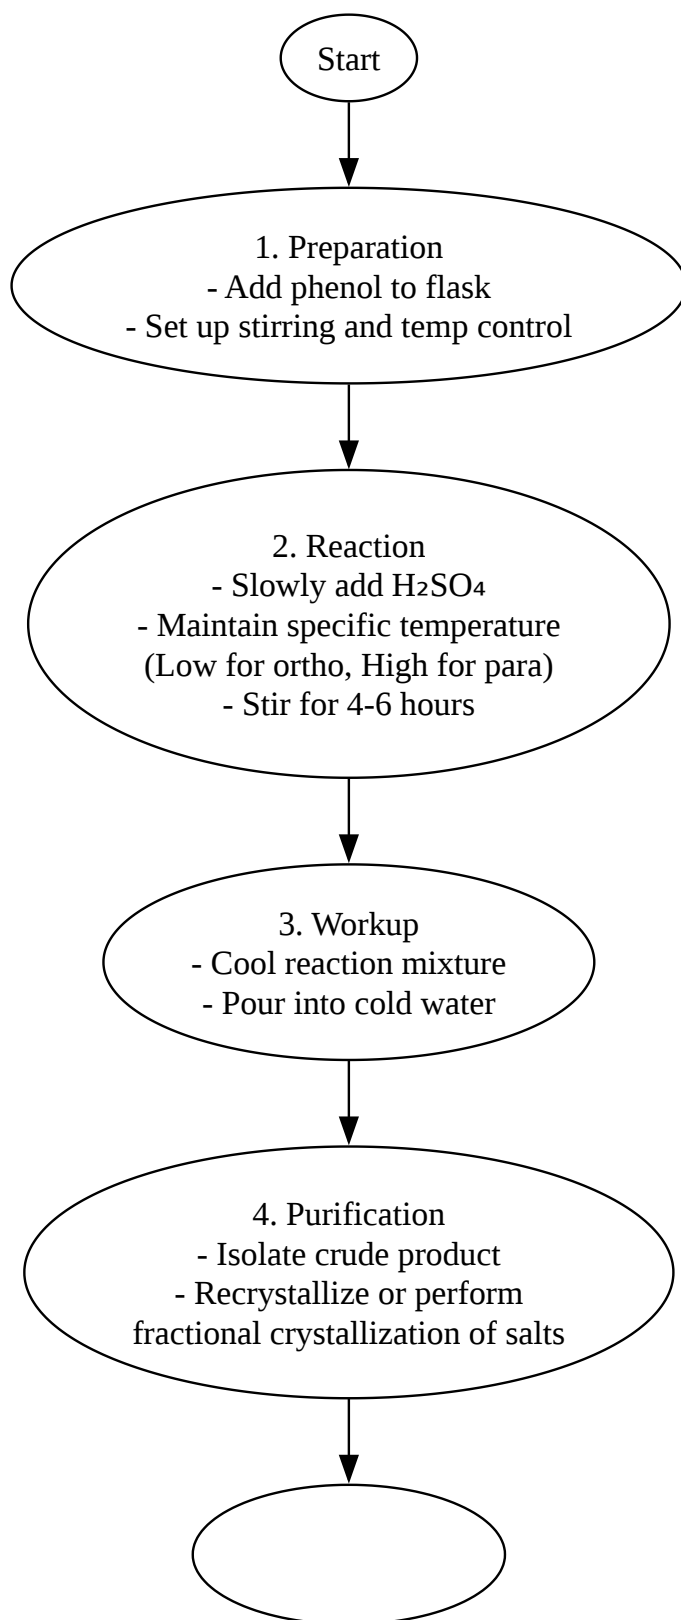 Start
1. Preparation
- Add phenol to flask
- Set up stirring and temp control
2. Reaction
- Slowly add H₂SO₄
- Maintain specific temperature
(Low for ortho, High for para)
- Stir for 4-6 hours
3. Workup
- Cool reaction mixture
- Pour into cold water
4. Purification
- Isolate crude product
- Recrystallize or perform
fractional crystallization of salts